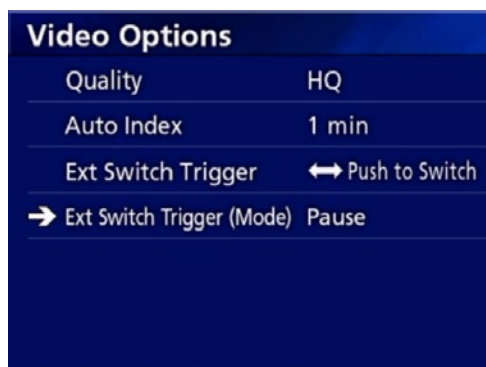 Video Options
Quality HQ
Auto Index 1 min
Ext Switch Trigger ↔ Push to Switch
→ Ext Switch Trigger (Mode) Pause